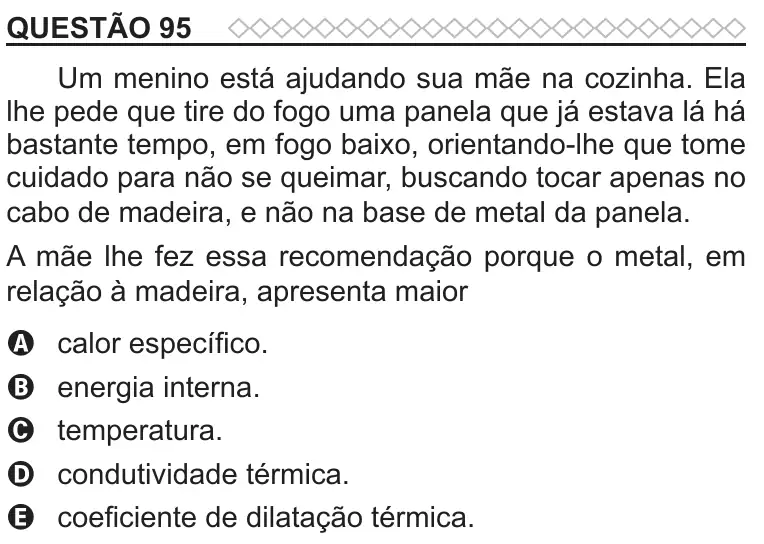 QUESTÃO 95
Um menino está ajudando sua mãe na cozinha. Ela
lhe pede que tire do fogo uma panela que já estava lá há
bastante tempo, em fogo baixo, orientando-lhe que tome
cuidado para não se queimar, buscando tocar apenas no
cabo de madeira, e não na base de metal da panela.
A mãe lhe fez essa recomendação porque o metal, em
relação à madeira, apresenta maior
A calor específico.
B energia interna.
C temperatura.
D condutividade térmica.
E coeficiente de dilatação térmica.